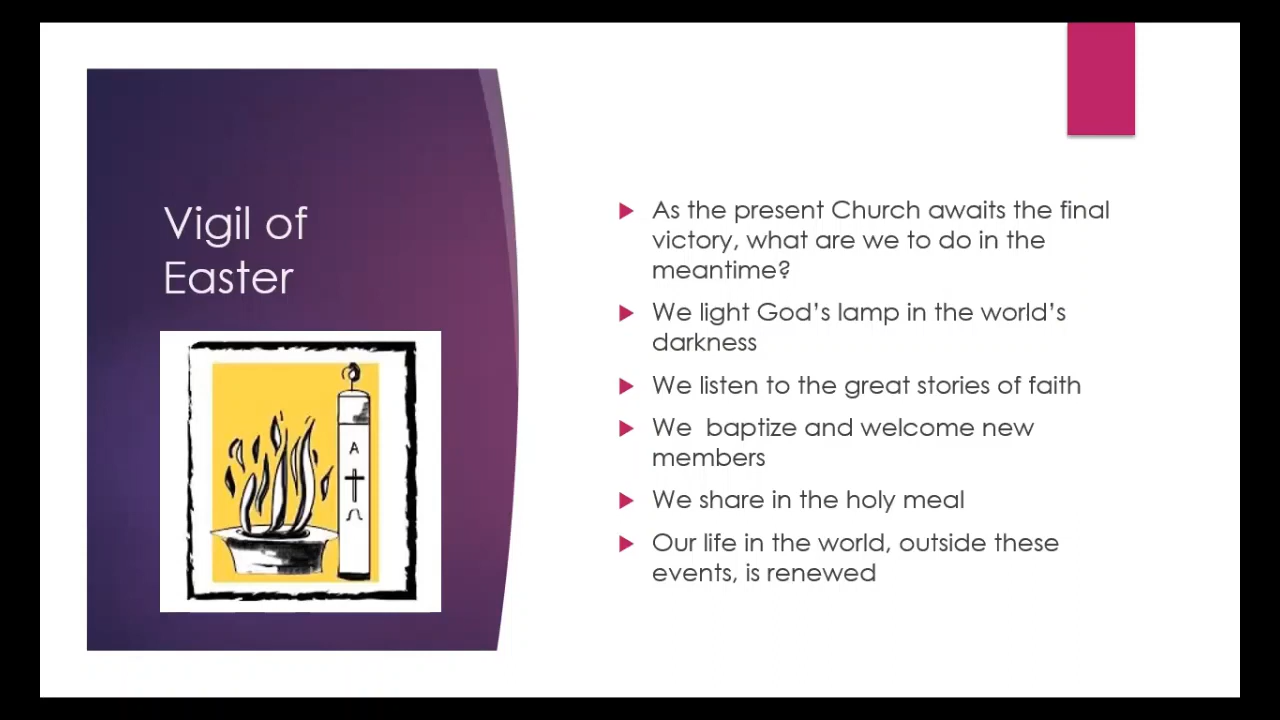 Vigil of
Easter
A
Ω
As the present Church awaits the final
victory, what are we to do in the
meantime?
We light God’s lamp in the world’s
darkness
We listen to the great stories of faith
We  baptize and welcome new
members
We share in the holy meal
Our life in the world, outside these
events, is renewed